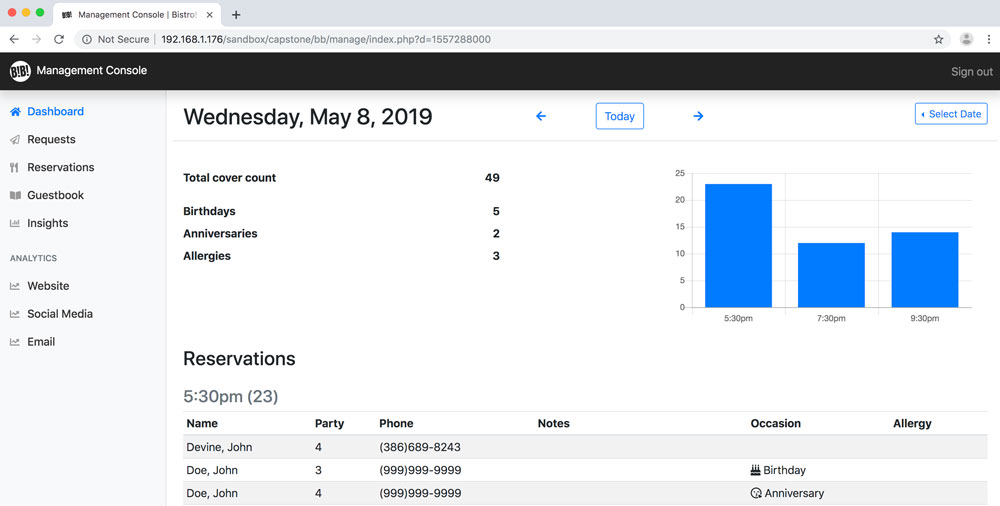 Management Console | Bistro!
Not Secure | 192.168.1.176/sandbox/capstone/bb/manage/index.php?d=1557288000
B!B! Management Console
Sign out
Dashboard
Requests
Reservations
Guestbook
Insights
ANALYTICS
Website
Social Media
Email
Wednesday, May 8, 2019
Today
Select Date
Total cover count 49
Birthdays 5
Anniversaries 2
Allergies 3
25
20
15
10
5
0
5:30pm 7:30pm 9:30pm
Reservations
5:30pm (23)
Name Party Phone Notes Occasion Allergy
Devine, John 4 (386)689-8243
Doe, John 3 (999)999-9999 Birthday
Doe, John 4 (999)999-9999 Anniversary